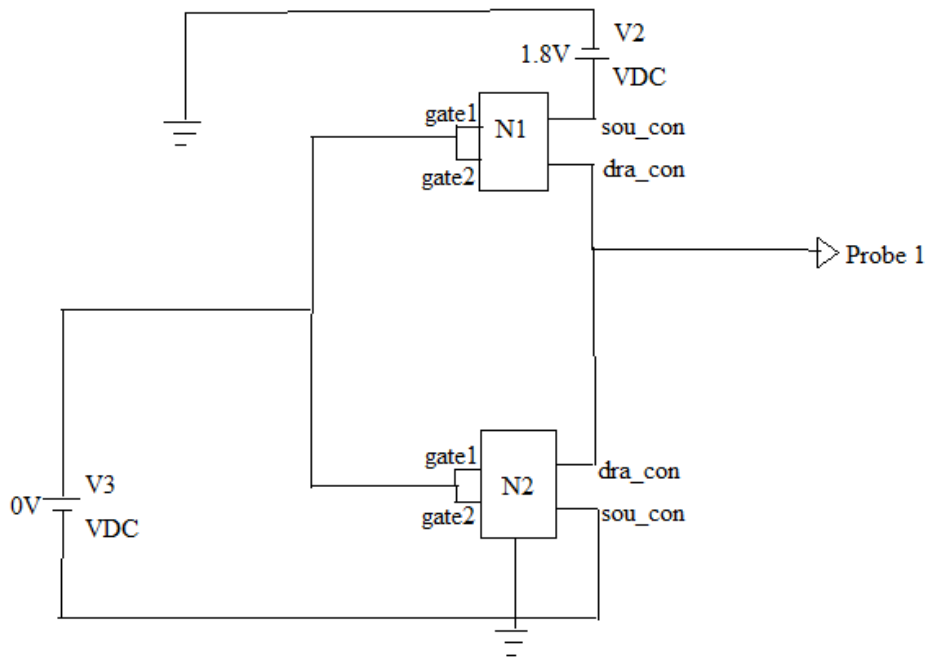 V2
1.8V
VDC
gate1
N1
sou_con
gate2
dra_con
Probe 1
gate1
dra_con
V3
N2
0V
gate2
sou_con
VDC